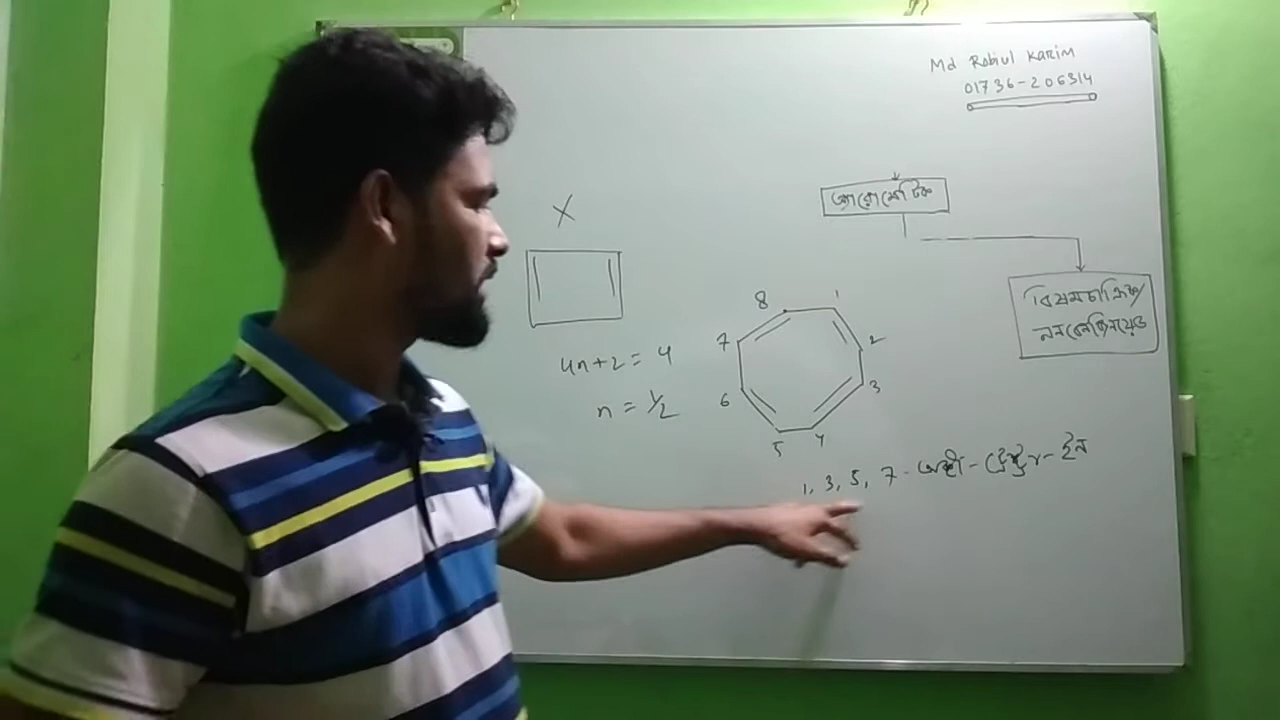 Md Robiul Karim
01736-206314
X
অ্যারোমেটিক
বিষমচাক্রিক/
ননবেনজিনয়েড
4n+2 = 4
n = 1/2
8 1
7 2
6 3
5 4
1, 3, 5, 7 - অক্টা - টেট্রা - ইন